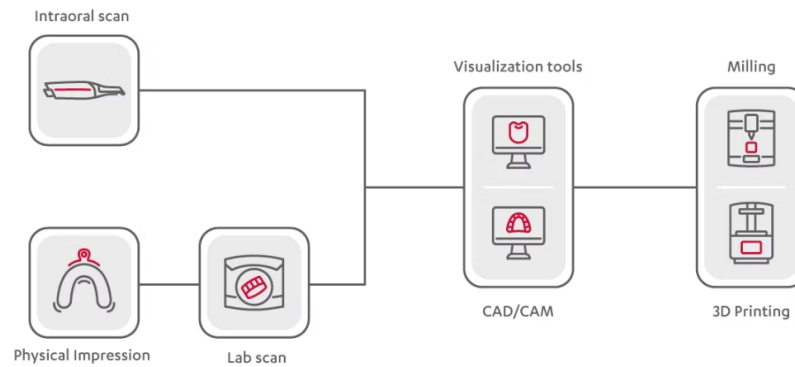 Intraoral scan
Visualization tools
Milling
CAD/CAM
3D Printing
Physical Impression
Lab scan